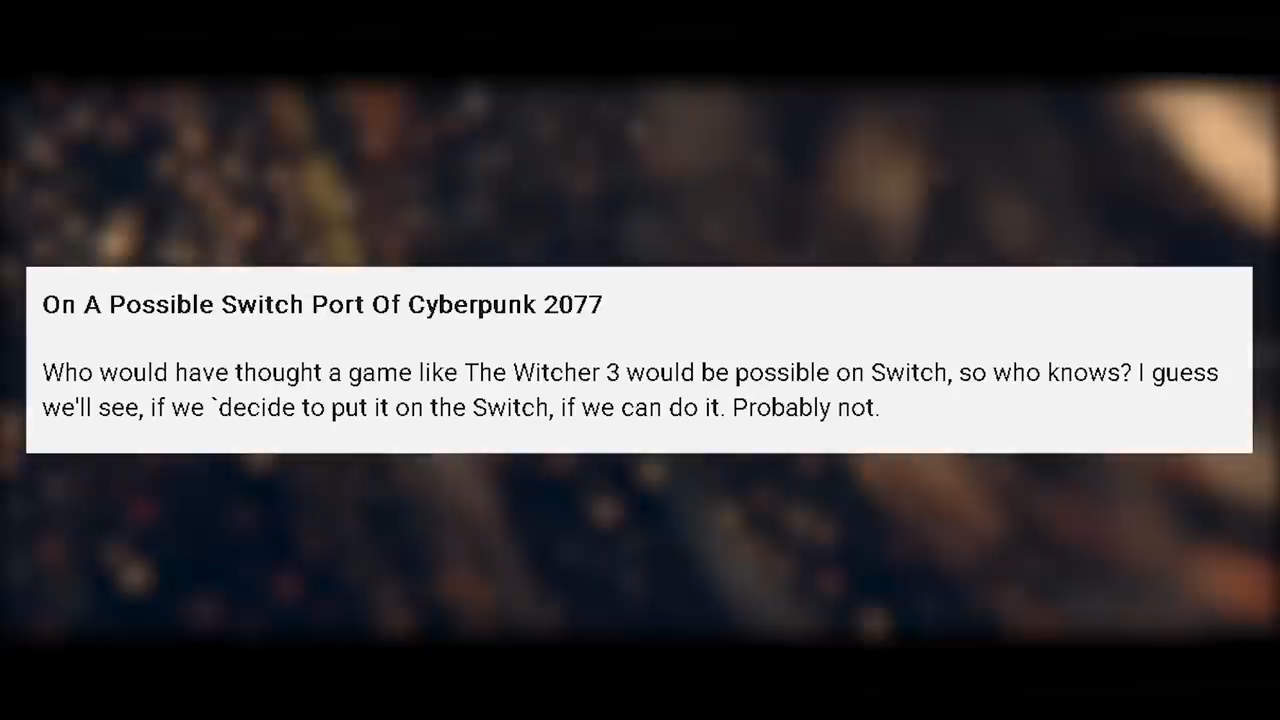 On A Possible Switch Port Of Cyberpunk 2077
Who would have thought a game like The Witcher 3 would be possible on Switch, so who knows? I guess
we'll see, if we `decide to put it on the Switch, if we can do it. Probably not.